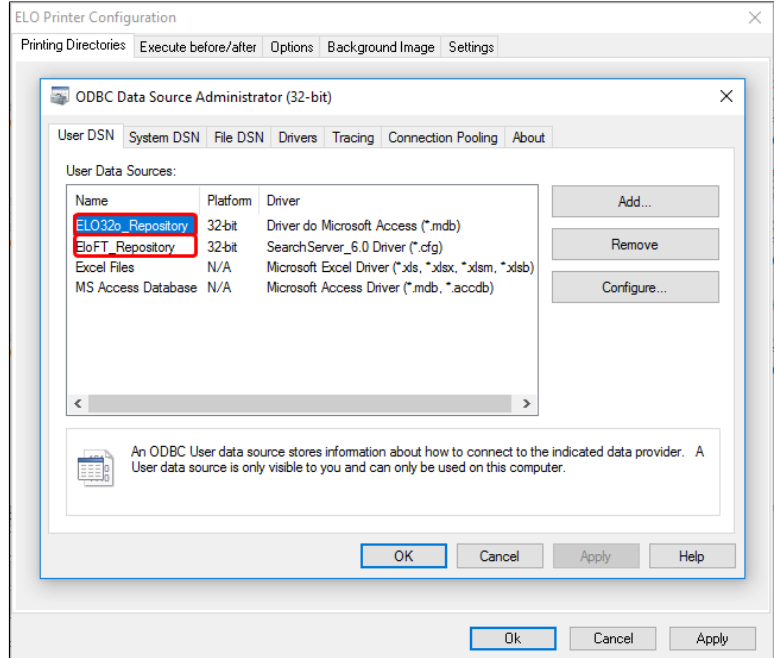 ELO Printer Configuration
Printing Directories Execute before/after Options Background Image Settings
ODBC Data Source Administrator (32-bit)
User DSN System DSN File DSN Drivers Tracing Connection Pooling About
User Data Sources:
Name Platform Driver
ELO32o_Repository 32-bit Driver do Microsoft Access (*.mdb)
EloFT_Repository 32-bit SearchServer_6.0 Driver (*.cfg)
Excel Files N/A Microsoft Excel Driver (*.xls, *.xlsx, *.xlsm, *.xlsb)
MS Access Database N/A Microsoft Access Driver (*.mdb, *.accdb)
Add...
Remove
Configure...
An ODBC User data source stores information about how to connect to the indicated data provider. A
User data source is only visible to you and can only be used on this computer.
OK Cancel Apply Help
Ok Cancel Apply